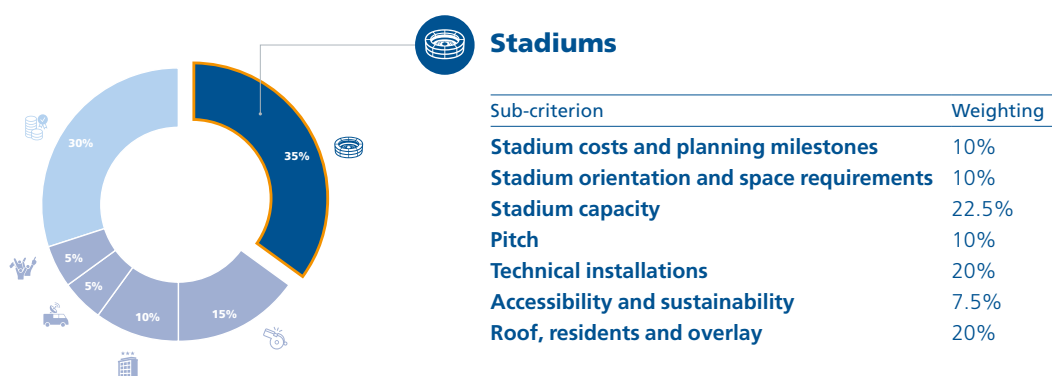 Stadiums
Sub-criterion Weighting
Stadium costs and planning milestones 10%
Stadium orientation and space requirements 10%
Stadium capacity 22.5%
Pitch 10%
Technical installations 20%
Accessibility and sustainability 7.5%
Roof, residents and overlay 20%
30%
35%
5%
5%
10%
15%